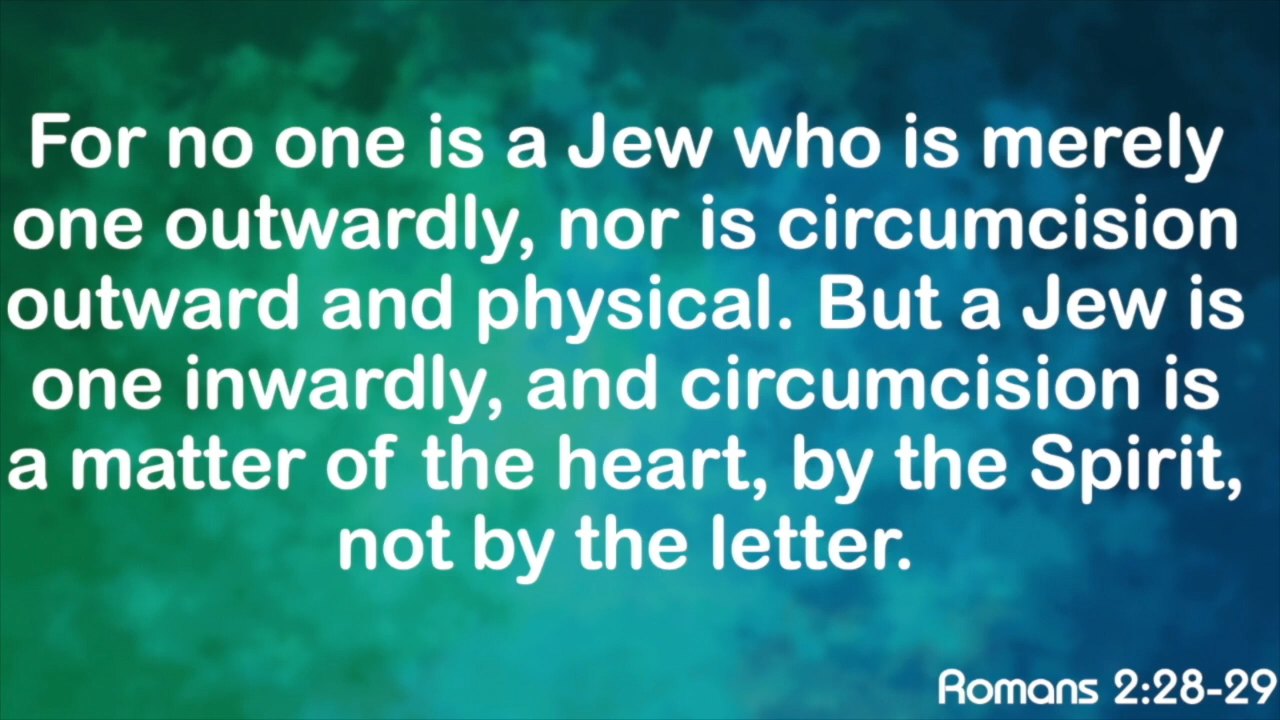 For no one is a Jew who is merely
one outwardly, nor is circumcision
outward and physical. But a Jew is
one inwardly, and circumcision is
a matter of the heart, by the Spirit,
not by the letter.
Romans 2:28-29